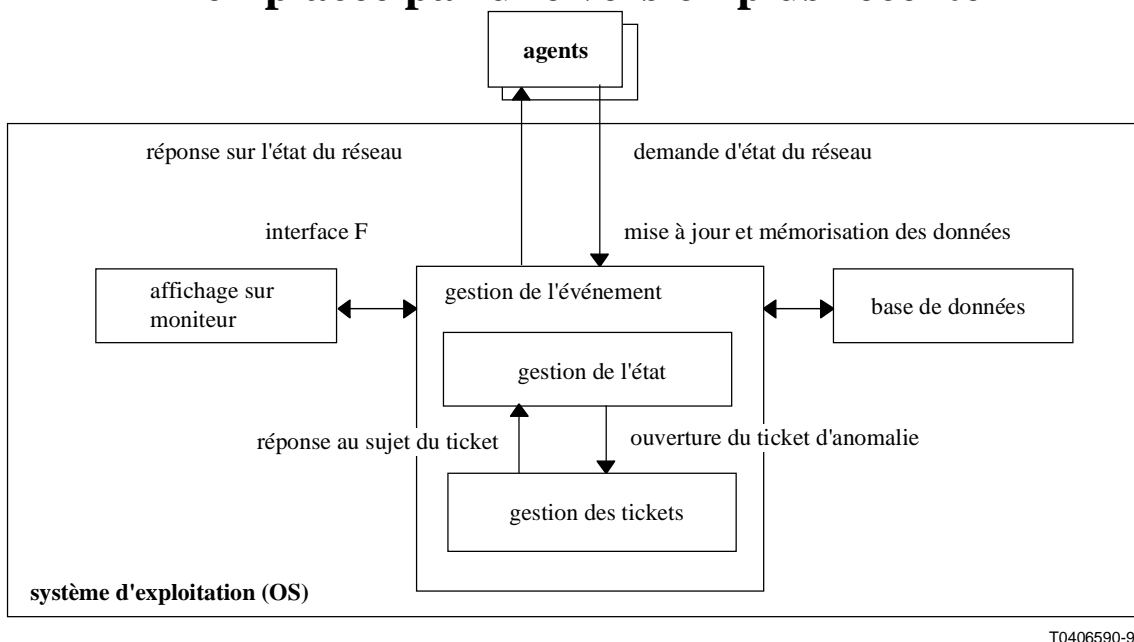 agents
réponse sur l'état du réseau
demande d'état du réseau
interface F
mise à jour et mémorisation des données
affichage sur
moniteur
gestion de l'événement
base de données
gestion de l'état
réponse au sujet du ticket
ouverture du ticket d'anomalie
gestion des tickets
système d'exploitation (OS)
T0406590-9